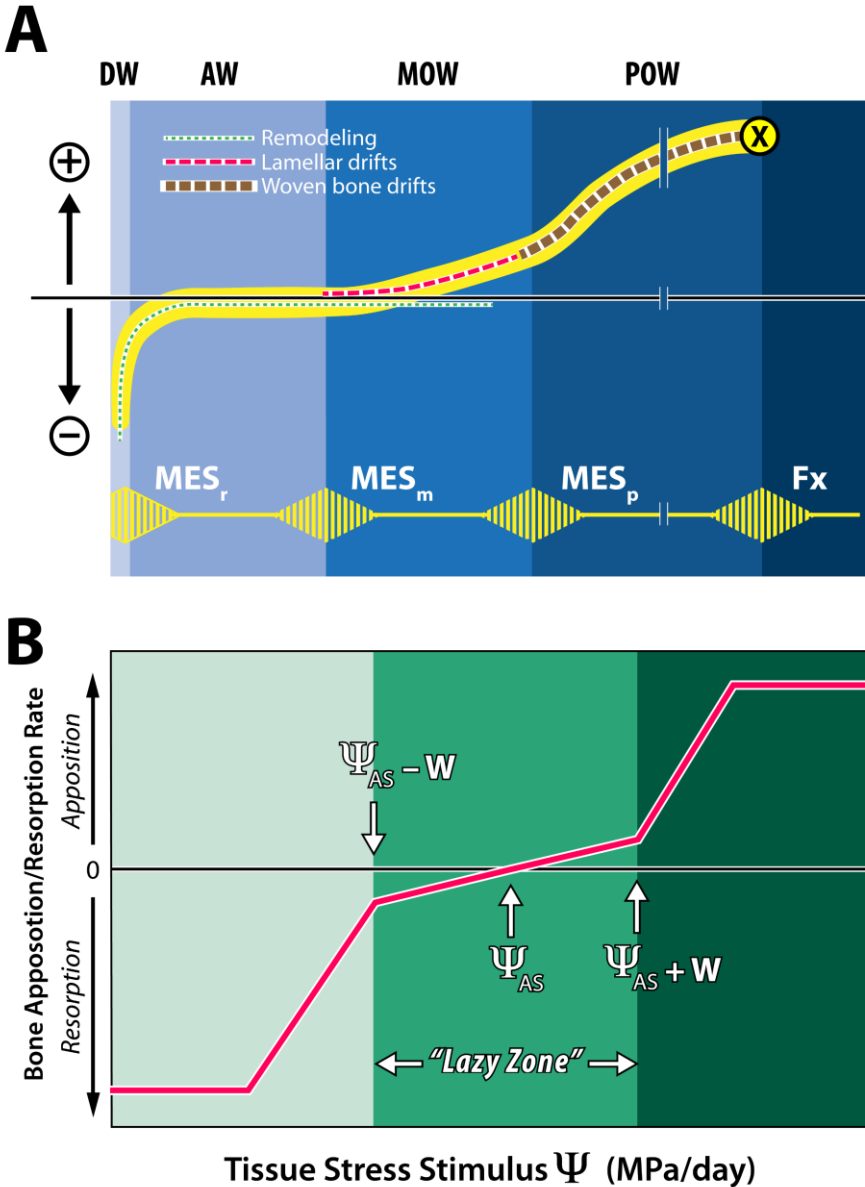 A
DW AW MOW POW
Remodeling
Lamellar drifts
Woven bone drifts
+
X
−
MESr MESm MESp Fx
B
Bone Apposotion/Resorption Rate
Apposition
Resorption
0
ΨAS − W
ΨAS
ΨAS + W
"Lazy Zone"
Tissue Stress Stimulus Ψ (MPa/day)